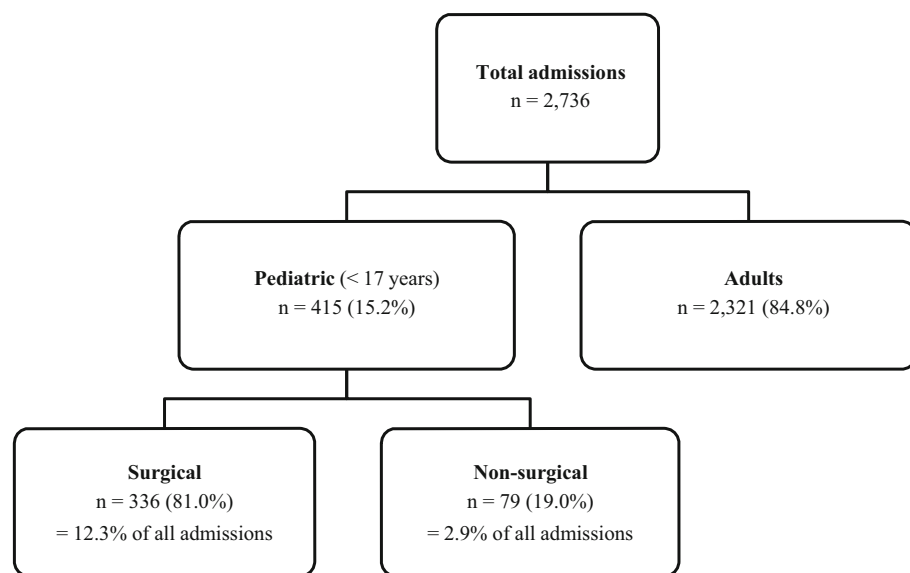 Total admissions
n = 2,736
Pediatric (< 17 years)
n = 415 (15.2%)
Adults
n = 2,321 (84.8%)
Surgical
n = 336 (81.0%)
= 12.3% of all admissions
Non-surgical
n = 79 (19.0%)
= 2.9% of all admissions